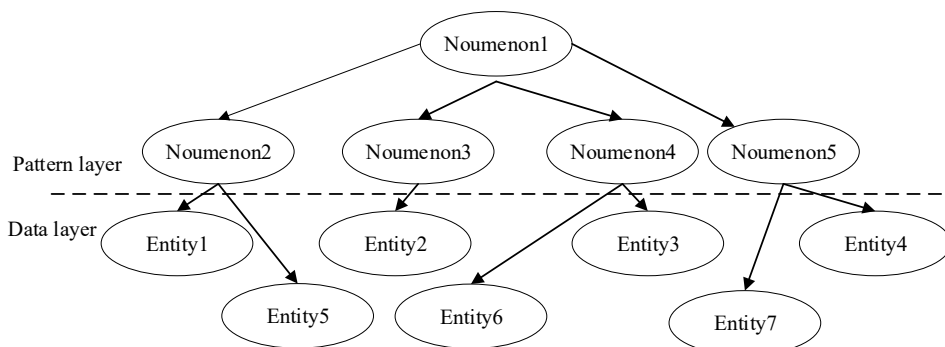 Noumenon1
Noumenon2
Noumenon3
Noumenon4
Noumenon5
Pattern layer
Data layer
Entity1
Entity2
Entity3
Entity4
Entity5
Entity6
Entity7